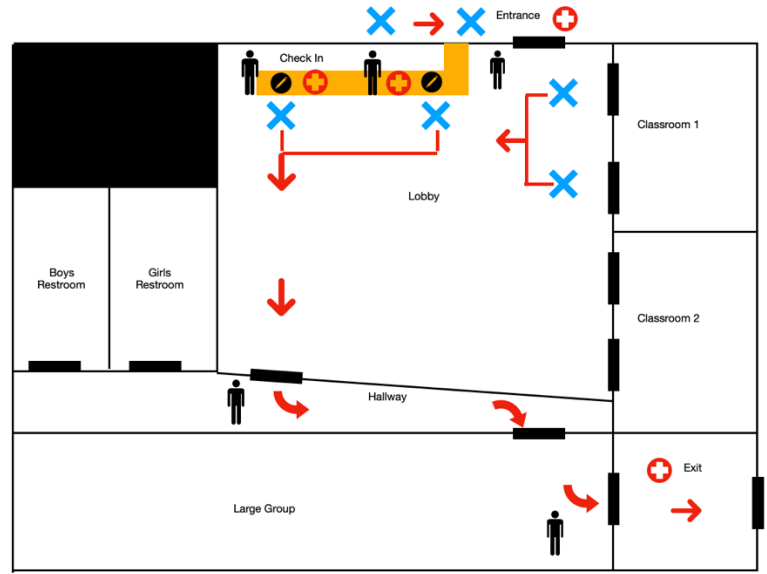 Entrance
Check In
Classroom 1
Lobby
Boys
Restroom
Girls
Restroom
Classroom 2
Hallway
Exit
Large Group